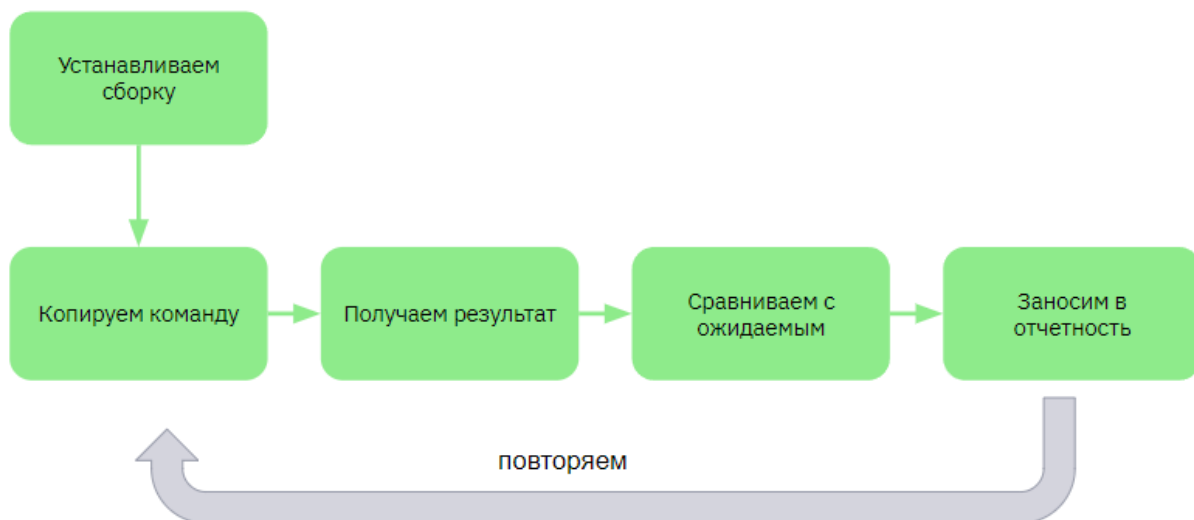 Устанавливаем
сборку
Копируем команду
Получаем результат
Сравниваем с
ожидаемым
Заносим в
отчетность
повторяем